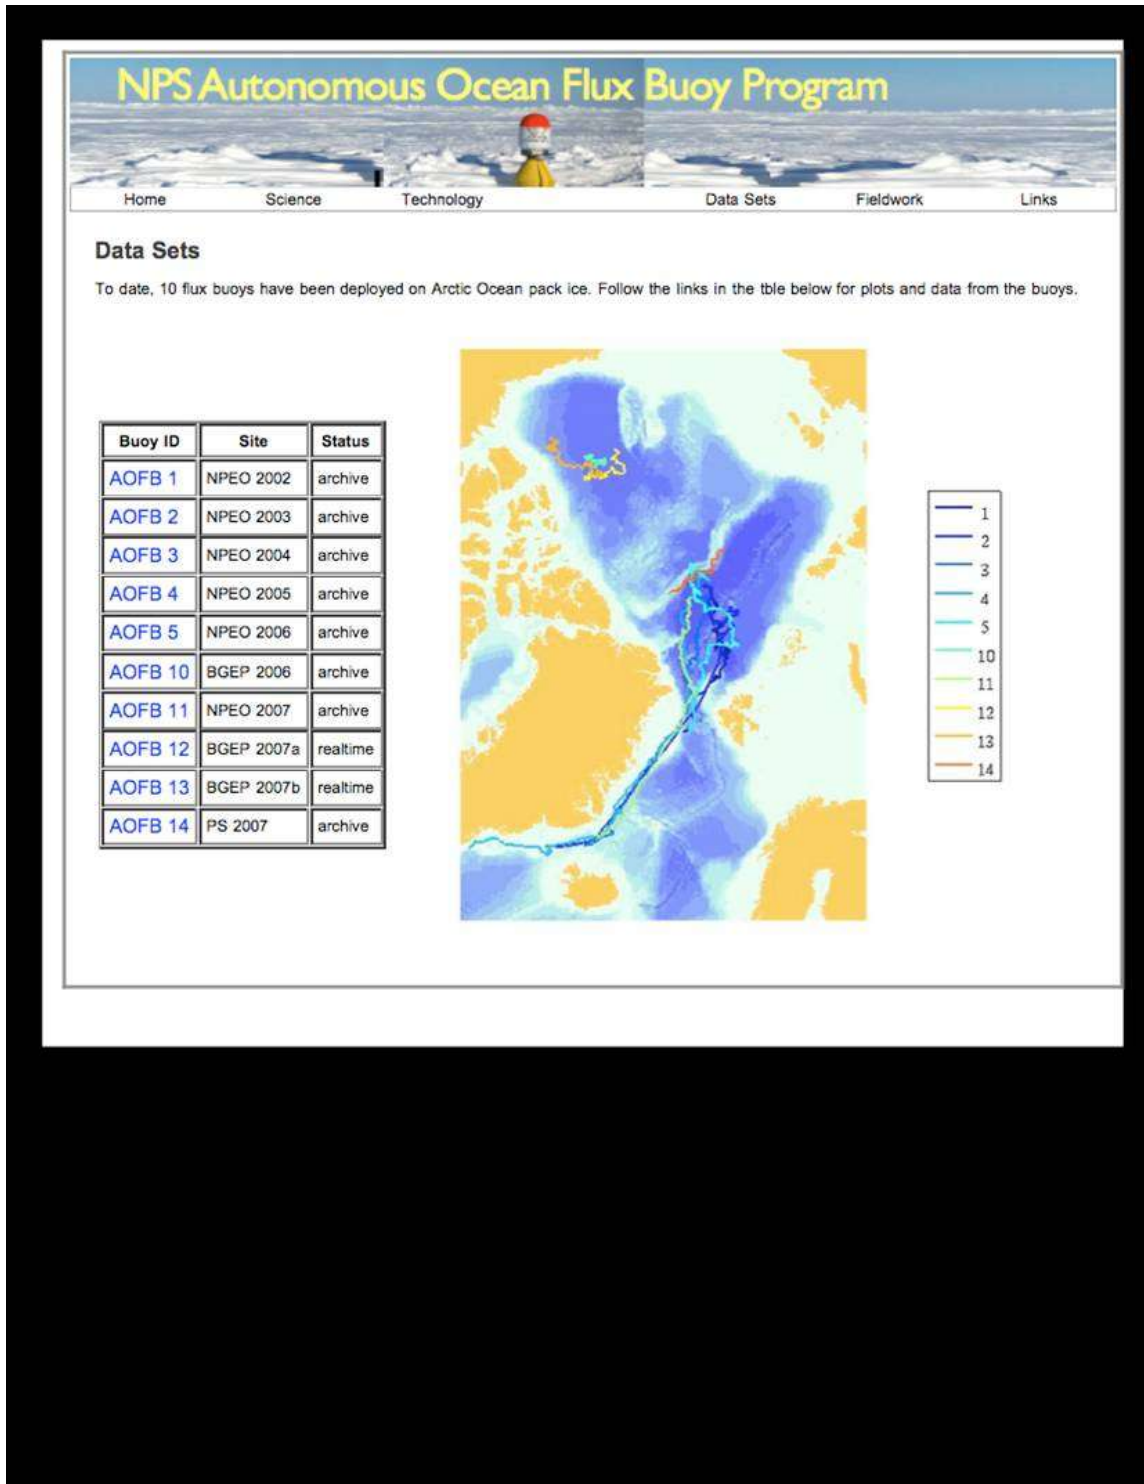 NPS Autonomous Ocean Flux Buoy Program
Home Science Technology Data Sets Fieldwork Links
Data Sets
To date, 10 flux buoys have been deployed on Arctic Ocean pack ice. Follow the links in the tble below for plots and data from the buoys.
Buoy ID Site Status
AOFB 1 NPEO 2002 archive
AOFB 2 NPEO 2003 archive
AOFB 3 NPEO 2004 archive
AOFB 4 NPEO 2005 archive
AOFB 5 NPEO 2006 archive
AOFB 10 BGEP 2006 archive
AOFB 11 NPEO 2007 archive
AOFB 12 BGEP 2007a realtime
AOFB 13 BGEP 2007b realtime
AOFB 14 PS 2007 archive
1
2
3
4
5
10
11
12
13
14